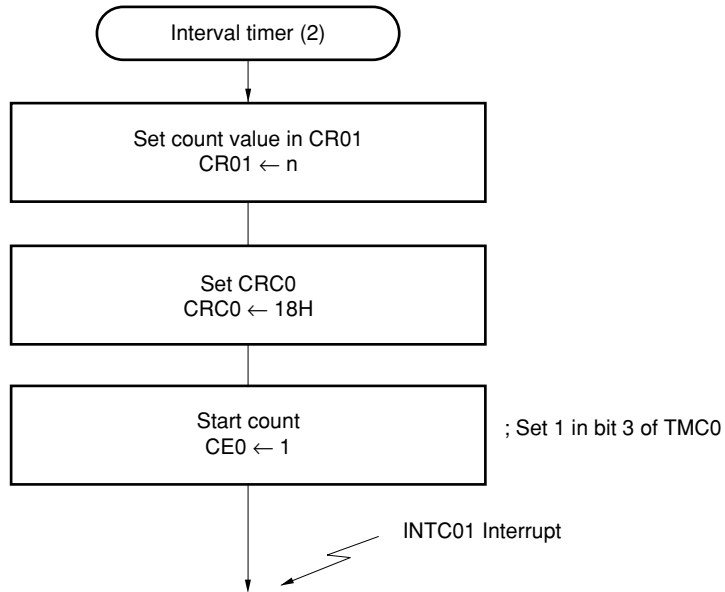 Interval timer (2)
Set count value in CR01
CR01 ← n
Set CRC0
CRC0 ← 18H
Start count
CE0 ← 1
; Set 1 in bit 3 of TMC0
INTC01 Interrupt